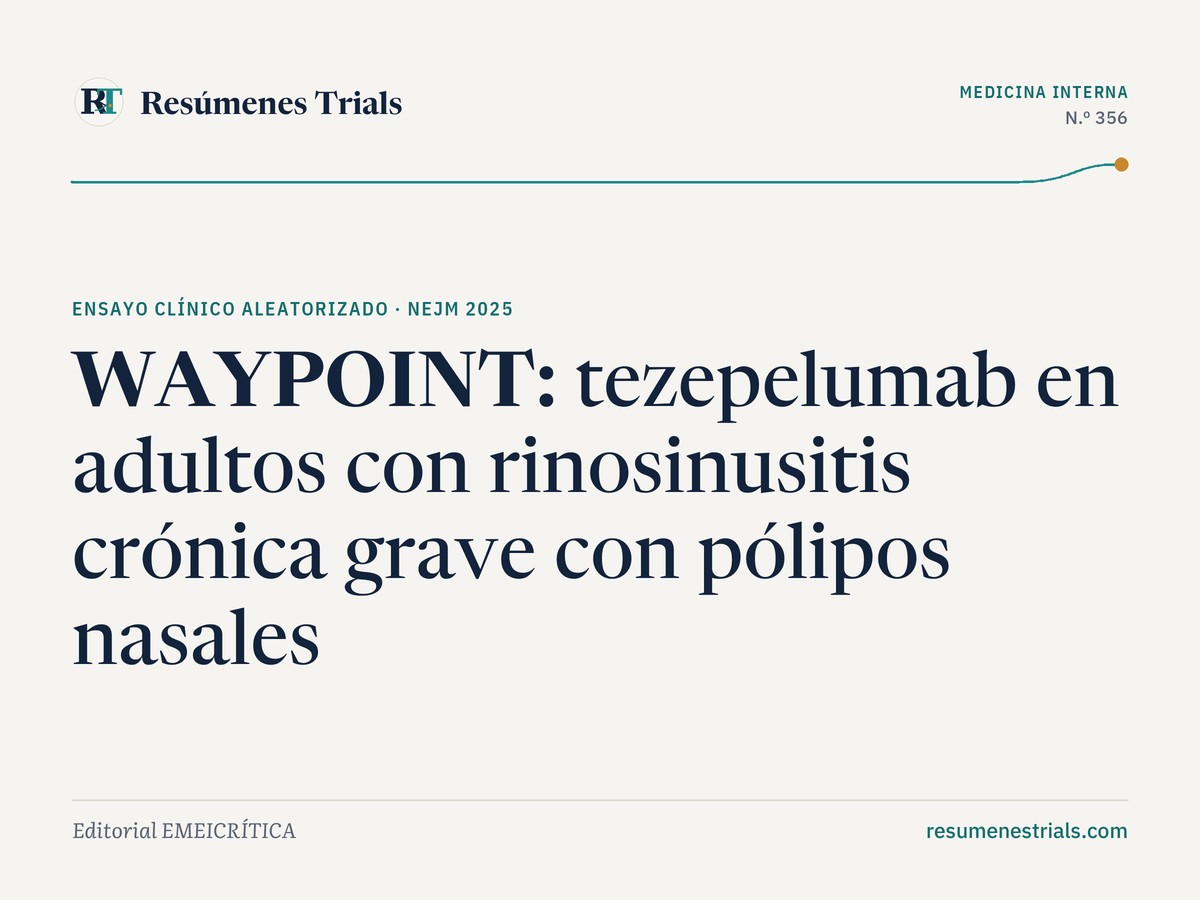 RT Resúmenes Trials
MEDICINA INTERNA
N.º 356
ENSAYO CLÍNICO ALEATORIZADO · NEJM 2025
WAYPOINT: tezepelumab en
adultos con rinosinusitis
crónica grave con pólipos
nasales
Editorial EMEICRÍTICA
resumenestrials.com